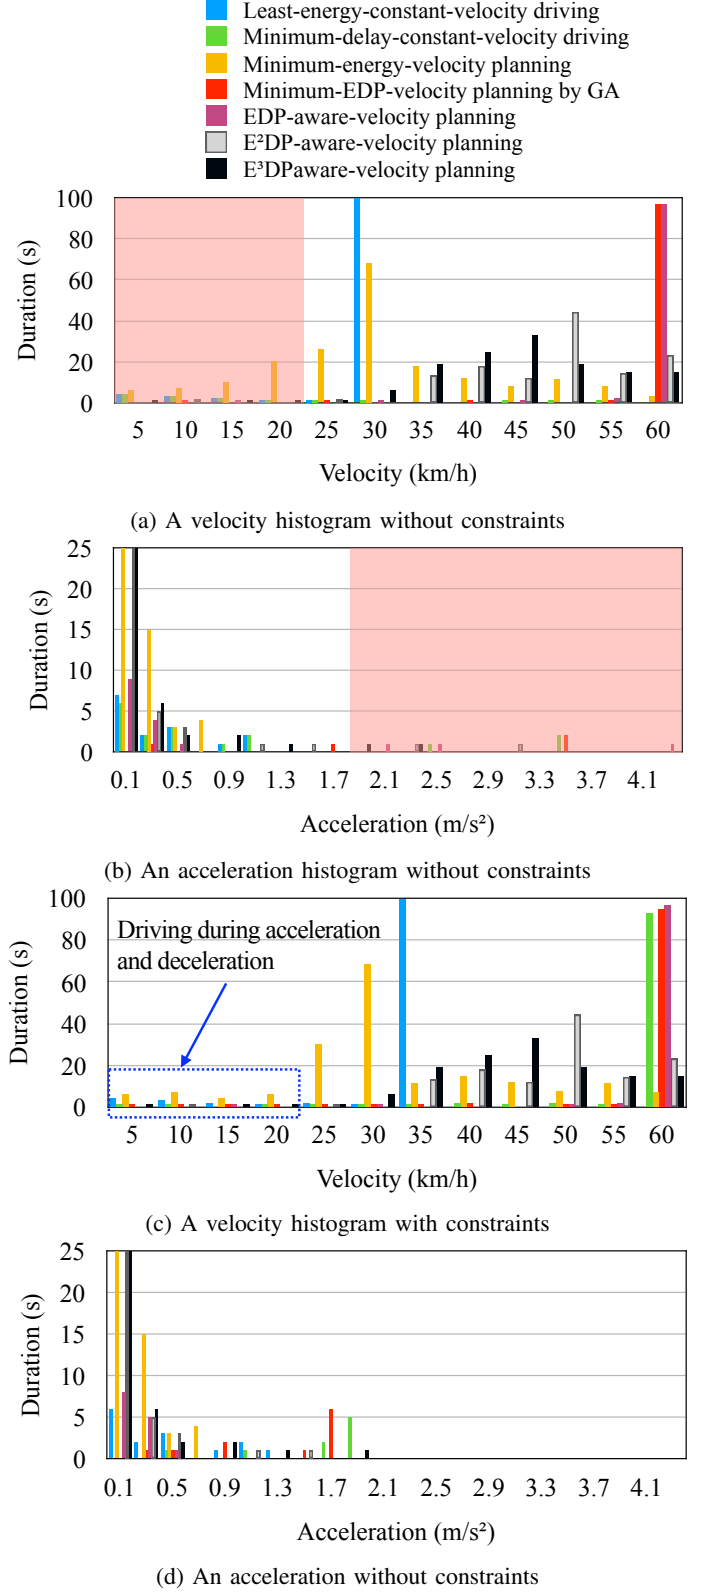 Least-energy-constant-velocity driving
Minimum-delay-constant-velocity driving
Minimum-energy-velocity planning
Minimum-EDP-velocity planning by GA
EDP-aware-velocity planning
E²DP-aware-velocity planning
E³DPaware-velocity planning
100
80
60
40
20
0
Duration (s)
5 10 15 20 25 30 35 40 45 50 55 60
Velocity (km/h)
(a) A velocity histogram without constraints
25
20
15
10
5
0
Duration (s)
0.1 0.5 0.9 1.3 1.7 2.1 2.5 2.9 3.3 3.7 4.1
Acceleration (m/s²)
(b) An acceleration histogram without constraints
100
80
60
40
20
0
Duration (s)
Driving during acceleration
and deceleration
5 10 15 20 25 30 35 40 45 50 55 60
Velocity (km/h)
(c) A velocity histogram with constraints
25
20
15
10
5
0
Duration (s)
0.1 0.5 0.9 1.3 1.7 2.1 2.5 2.9 3.3 3.7 4.1
Acceleration (m/s²)
(d) An acceleration without constraints